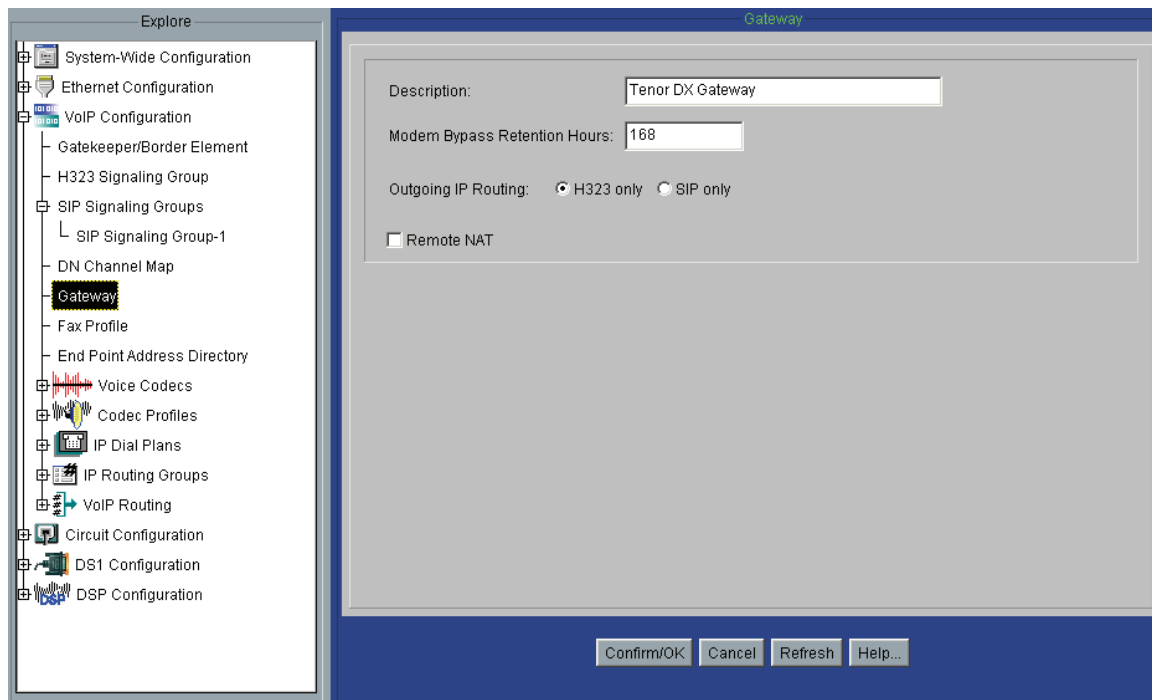 Explore
System-Wide Configuration
Ethernet Configuration
VoIP Configuration
Gatekeeper/Border Element
H323 Signaling Group
SIP Signaling Groups
SIP Signaling Group-1
DN Channel Map
Gateway
Fax Profile
End Point Address Directory
Voice Codecs
Codec Profiles
IP Dial Plans
IP Routing Groups
VoIP Routing
Circuit Configuration
DS1 Configuration
DSP DSP Configuration
Gateway
Description: Tenor DX Gateway
Modem Bypass Retention Hours: 168
Outgoing IP Routing: H323 only SIP only
Remote NAT
Confirm/OK Cancel Refresh Help...